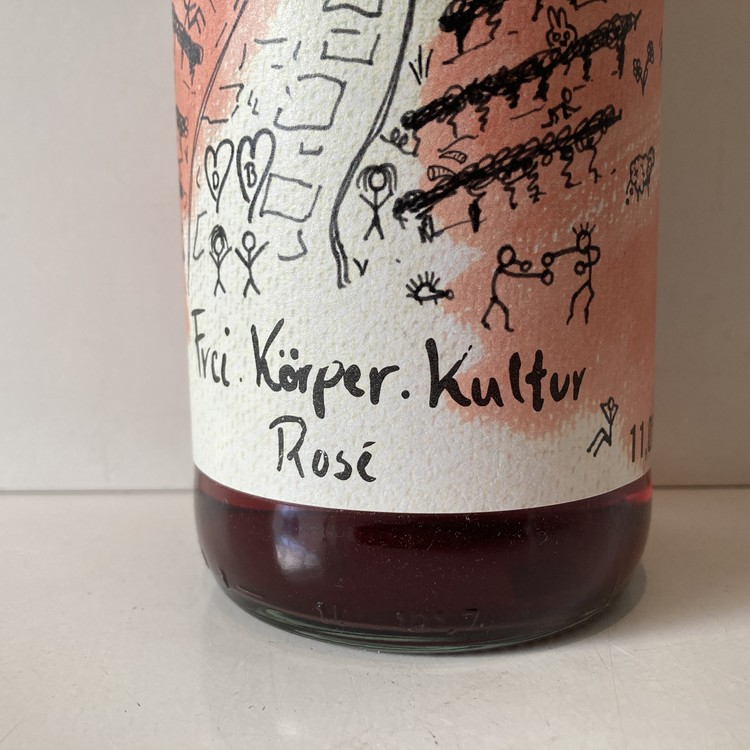 D B
Frei. Körper. Kultur
Rosé